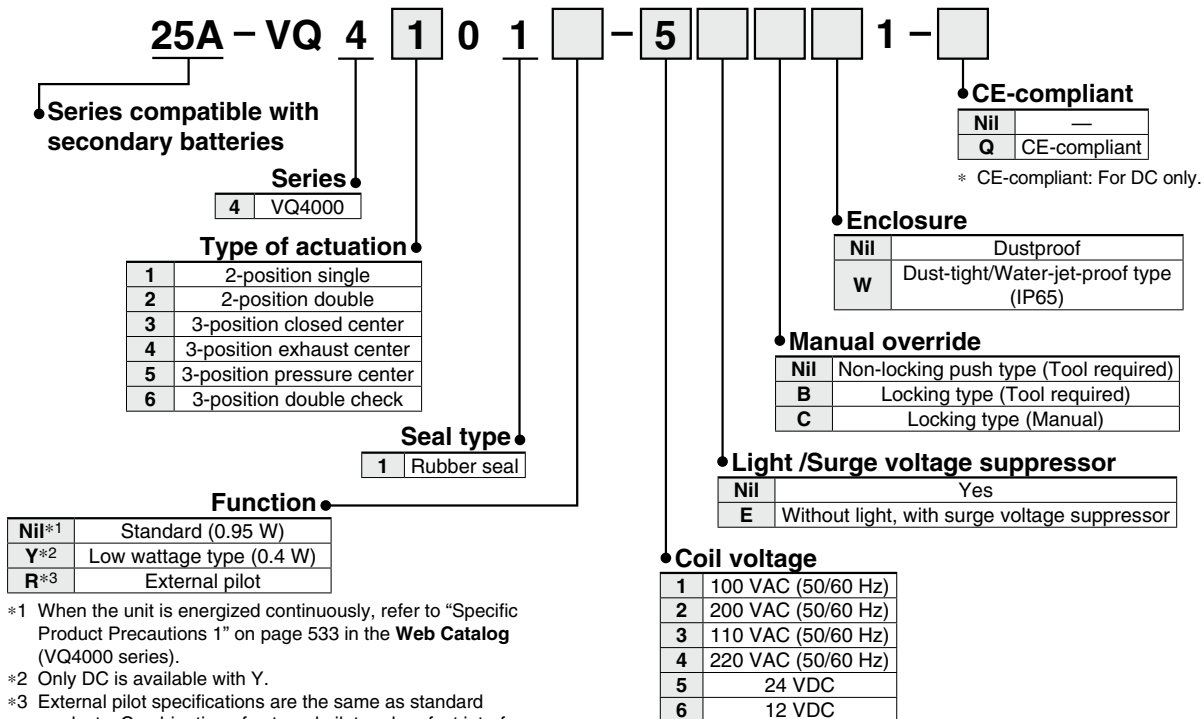 25A – VQ 4 1 0 1 – 5 1 –
Series compatible with
secondary batteries
Series
4 VQ4000
Type of actuation
1 2-position single
2 2-position double
3 3-position closed center
4 3-position exhaust center
5 3-position pressure center
6 3-position double check
Seal type
1 Rubber seal
Function
Nil*1 Standard (0.95 W)
Y*2 Low wattage type (0.4 W)
R*3 External pilot
*1 When the unit is energized continuously, refer to “Specific
Product Precautions 1” on page 533 in the Web Catalog
(VQ4000 series).
*2 Only DC is available with Y.
*3 External pilot specifications are the same as standard
CE-compliant
Nil —
Q CE-compliant
* CE-compliant: For DC only.
Enclosure
Nil Dustproof
W Dust-tight/Water-jet-proof type
(IP65)
Manual override
Nil Non-locking push type (Tool required)
B Locking type (Tool required)
C Locking type (Manual)
Light /Surge voltage suppressor
Nil Yes
E Without light, with surge voltage suppressor
Coil voltage
1 100 VAC (50/60 Hz)
2 200 VAC (50/60 Hz)
3 110 VAC (50/60 Hz)
4 220 VAC (50/60 Hz)
5 24 VDC
6 12 VDC